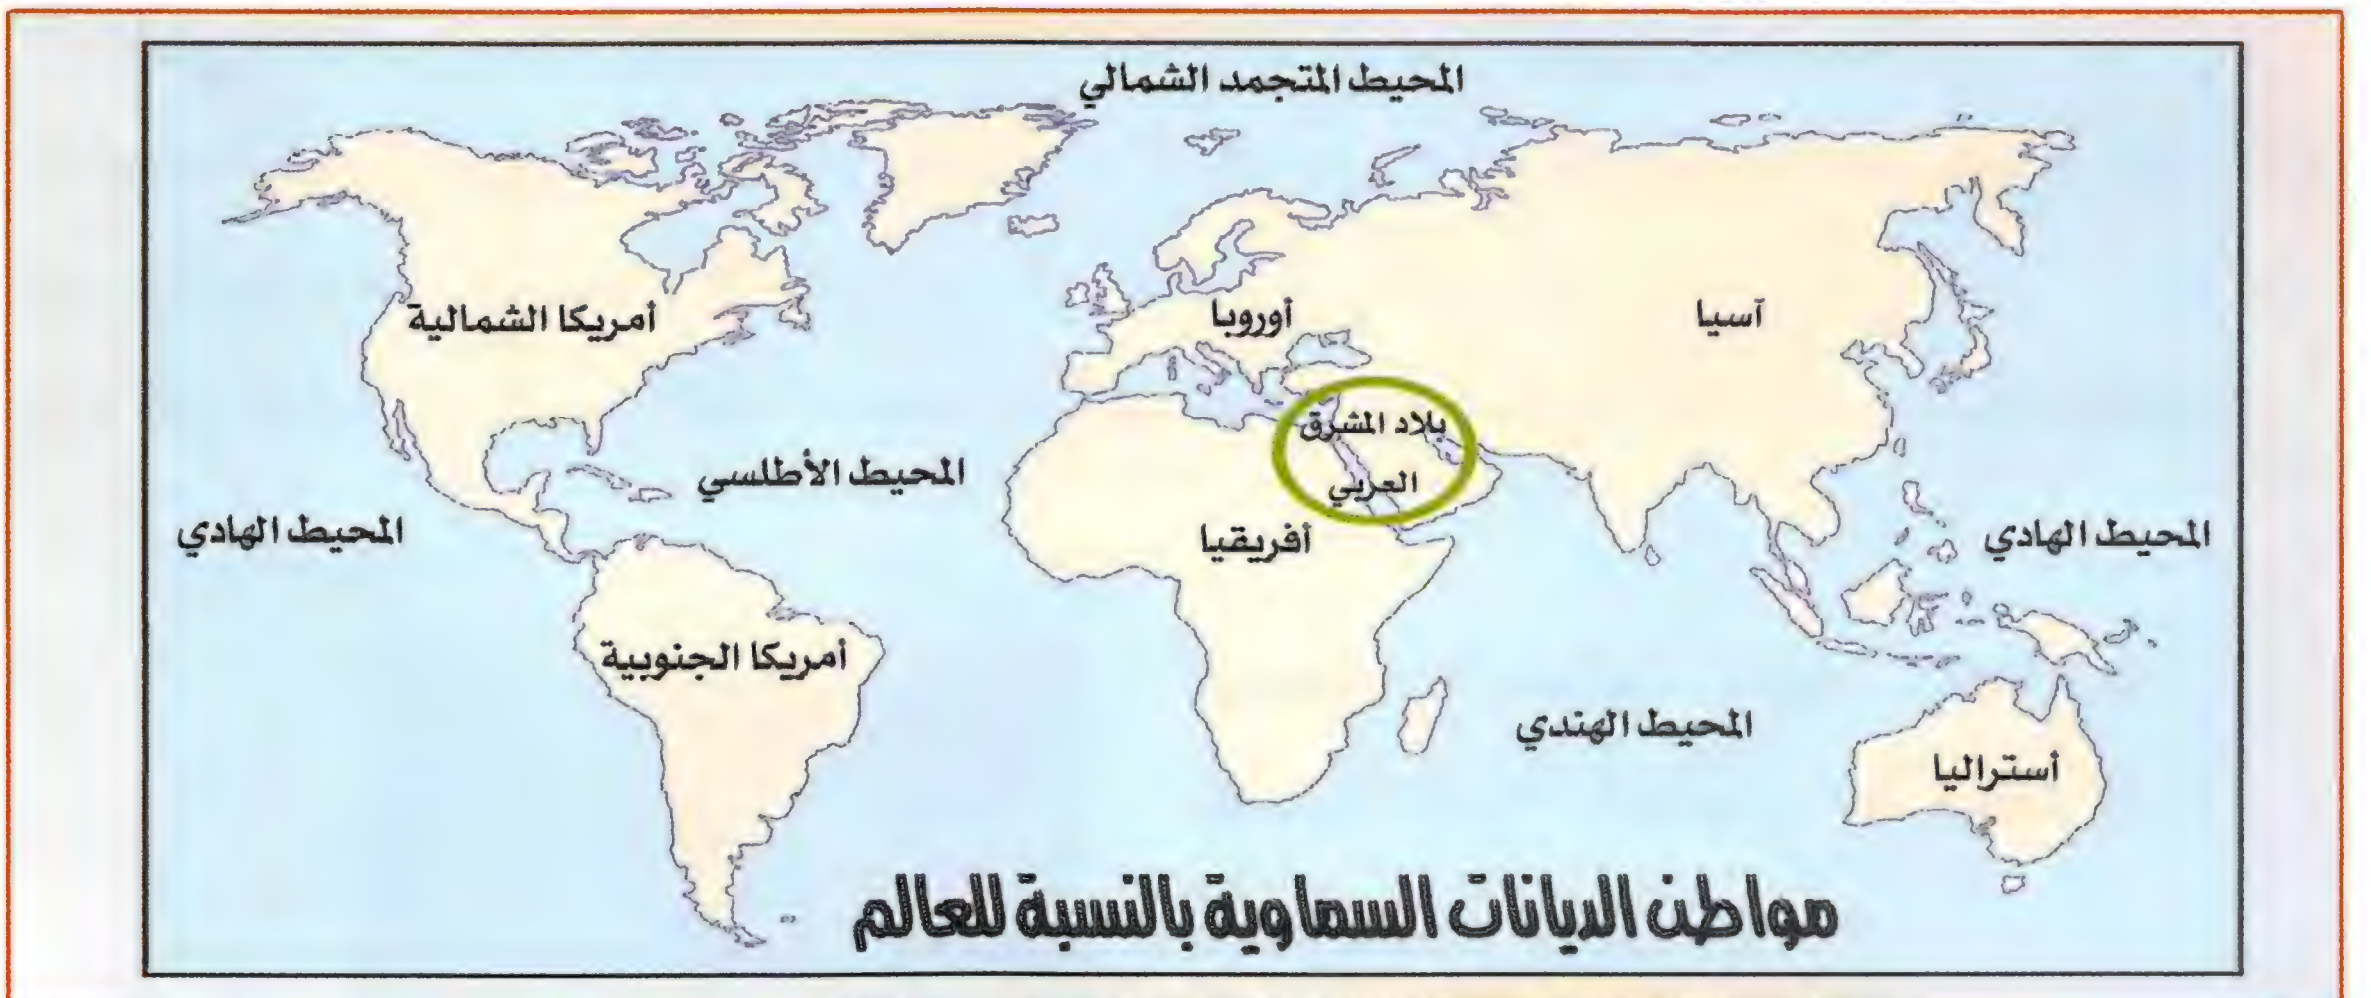 المحيط المتجمد الشمالي
آسيا
أوروبا
أمريكا الشمالية
بلاد المشرق
العربي
المحيط الأطلسي
المحيط الهادي
أفريقيا
المحيط الهادي
أمريكا الجنوبية
المحيط الهندي
أستراليا
مواطن الديانات السماوية بالنسبة للعالم